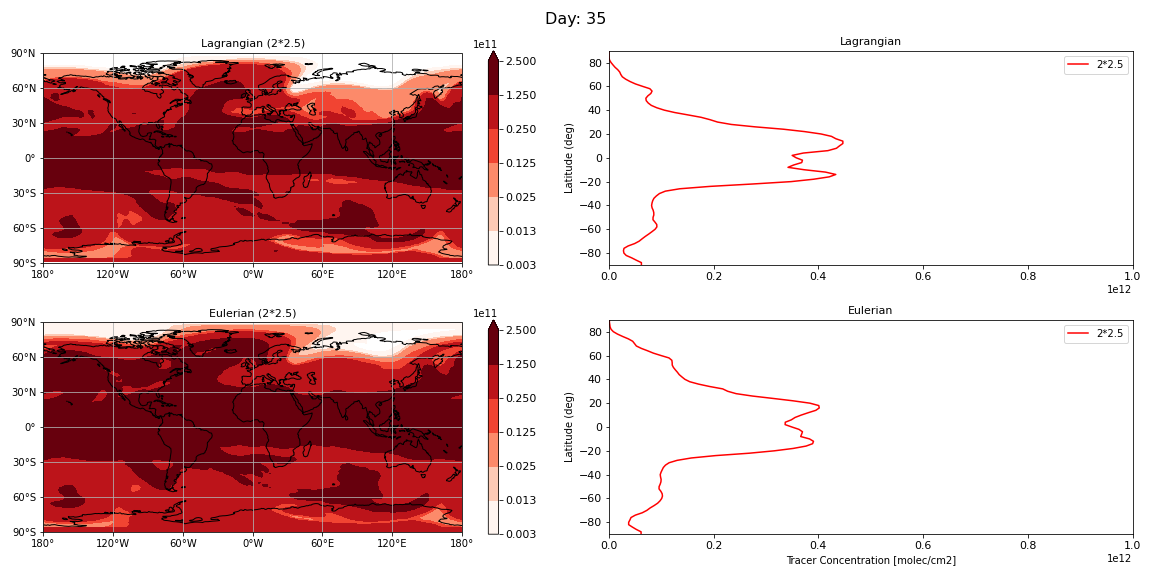 Day: 35
Lagrangian (2*2.5)
1e11
90°N
60°N
30°N
0°
30°S
60°S
90°S
180°
120°W
60°W
0°W
60°E
120°E
180°
2.500
1.250
0.250
0.125
0.025
0.013
0.003
Lagrangian
2*2.5
Latitude (deg)
80
60
40
20
0
−20
−40
−60
−80
0.0
0.2
0.4
0.6
0.8
1.0
1e12
Eulerian (2*2.5)
1e11
90°N
60°N
30°N
0°
30°S
60°S
90°S
180°
120°W
60°W
0°W
60°E
120°E
180°
2.500
1.250
0.250
0.125
0.025
0.013
0.003
Eulerian
2*2.5
Latitude (deg)
80
60
40
20
0
−20
−40
−60
−80
0.0
0.2
0.4
0.6
0.8
1.0
1e12
Tracer Concentration [molec/cm2]